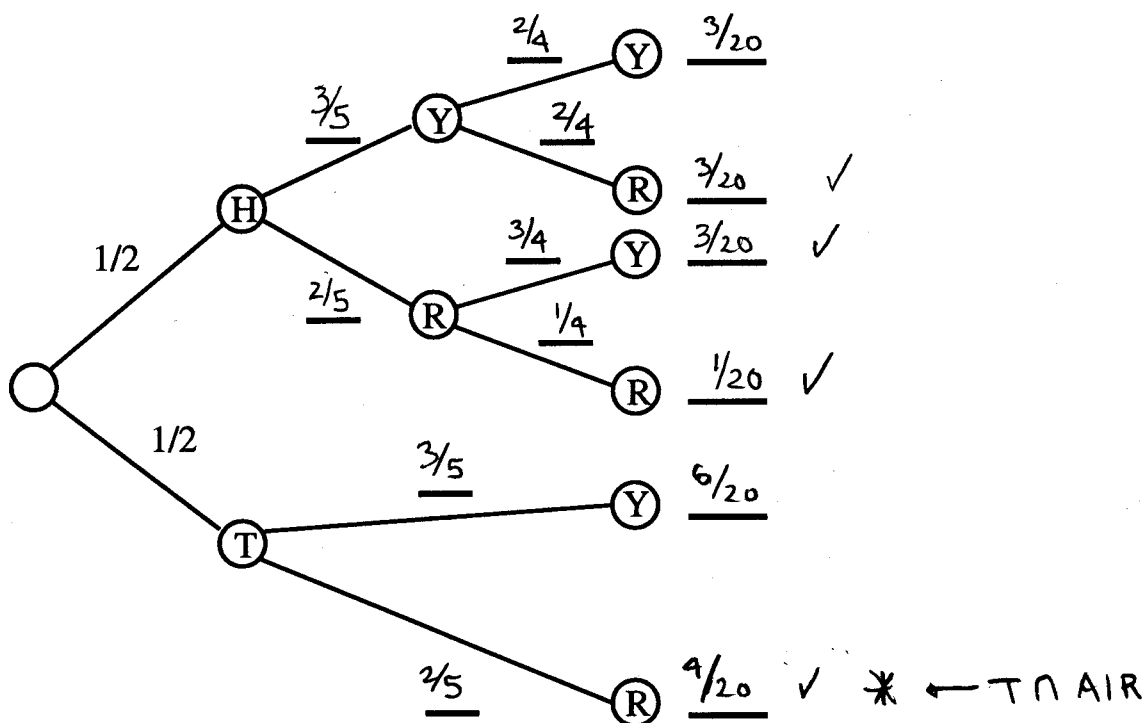 2/4 Y 3/20
3/5 Y 2/4
R 3/20 ✓
H 3/4 Y 3/20 ✓
1/2 2/5 R 1/4
R 1/20 ✓
1/2 3/5 Y 6/20
T
2/5 R 4/20 ✓ * ← T ∩ AIR